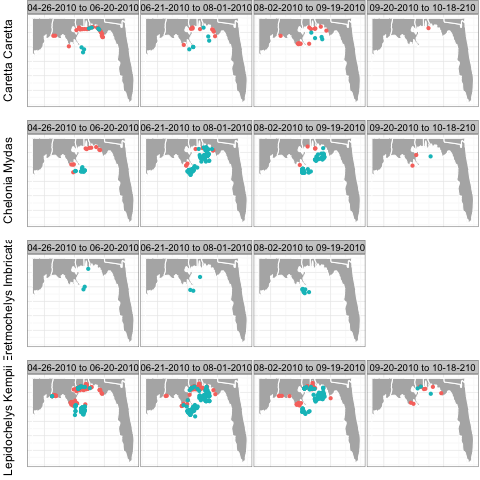 Caretta Caretta
04-26-2010 to 06-20-2010
06-21-2010 to 08-01-2010
08-02-2010 to 09-19-2010
09-20-2010 to 10-18-210
Chelonia Mydas
04-26-2010 to 06-20-2010
06-21-2010 to 08-01-2010
08-02-2010 to 09-19-2010
09-20-2010 to 10-18-210
Eretmochelys Imbricata
04-26-2010 to 06-20-2010
06-21-2010 to 08-01-2010
08-02-2010 to 09-19-2010
Lepidochelys Kempii
04-26-2010 to 06-20-2010
06-21-2010 to 08-01-2010
08-02-2010 to 09-19-2010
09-20-2010 to 10-18-210